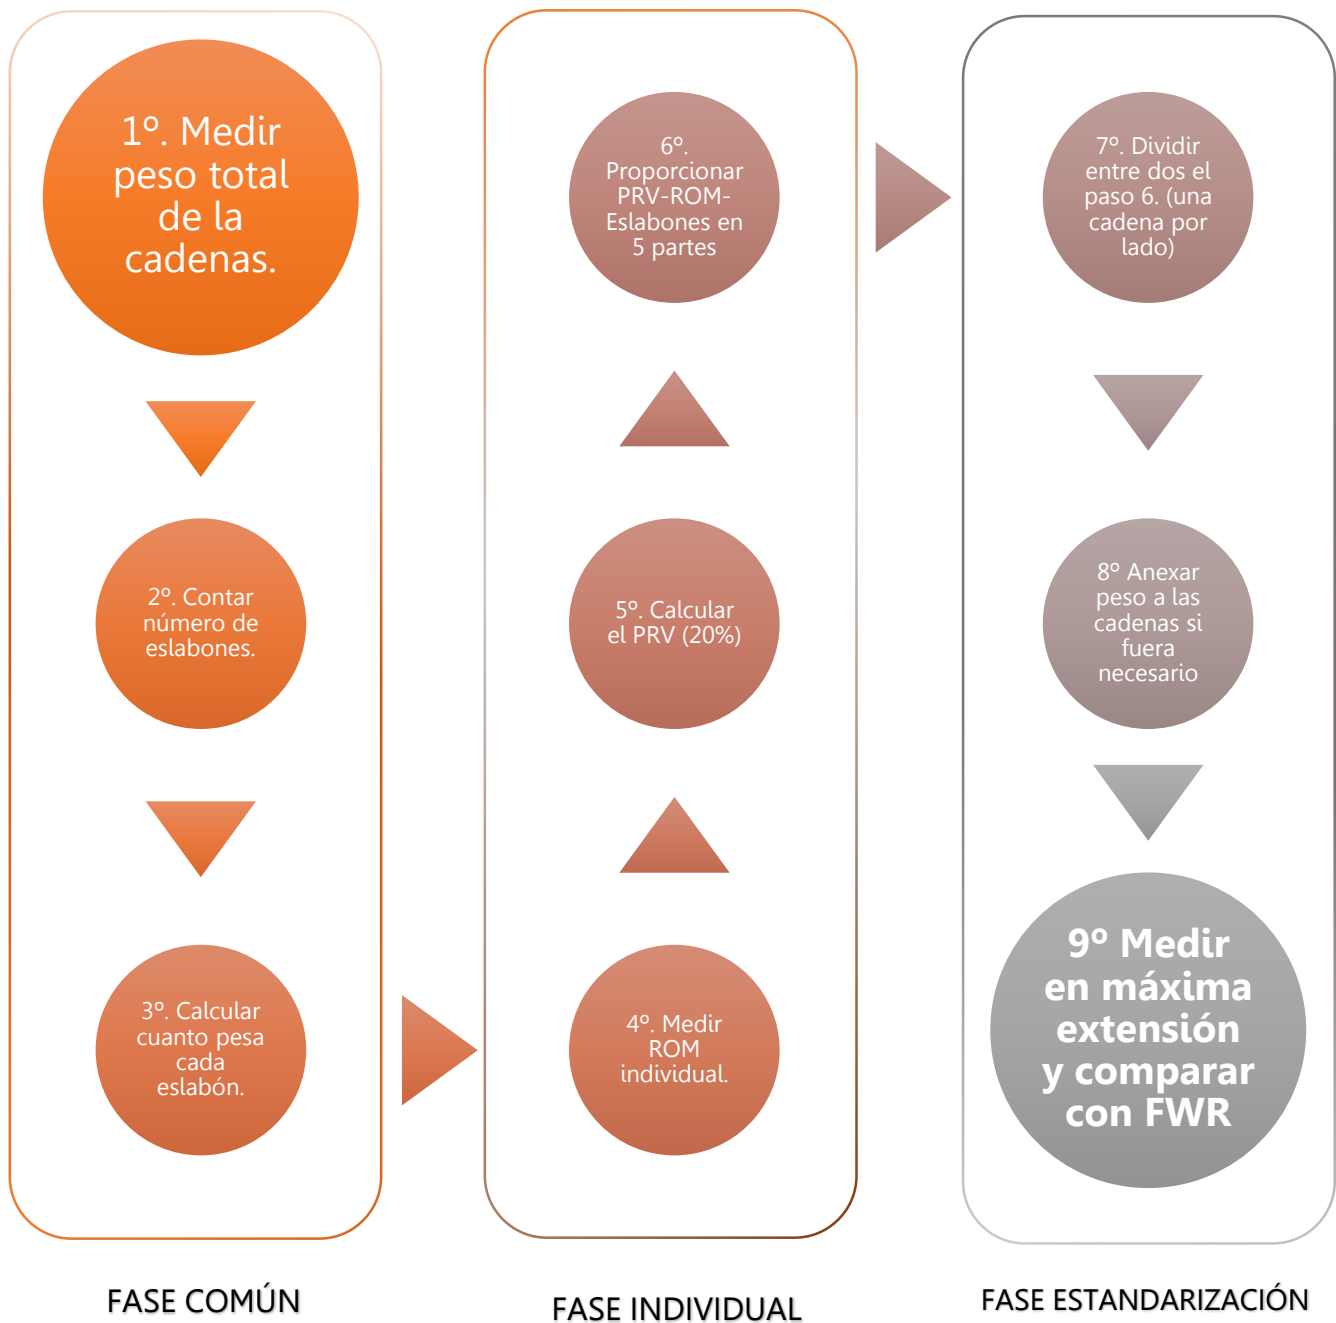 1º. Medir
peso total
de la
cadenas.
2º. Contar
número de
eslabones.
3º. Calcular
cuanto pesa
cada
eslabón.
FASE COMÚN
4º. Medir
ROM
individual.
5º. Calcular
el PRV (20%)
6º.
Proporcionar
PRV-ROM-
Eslabones en
5 partes
FASE INDIVIDUAL
7º. Dividir
entre dos el
paso 6. (una
cadena por
lado)
8º Anexar
peso a las
cadenas si
fuera
necesario
9º Medir
en máxima
extensión
y comparar
con FWR
FASE ESTANDARIZACIÓN